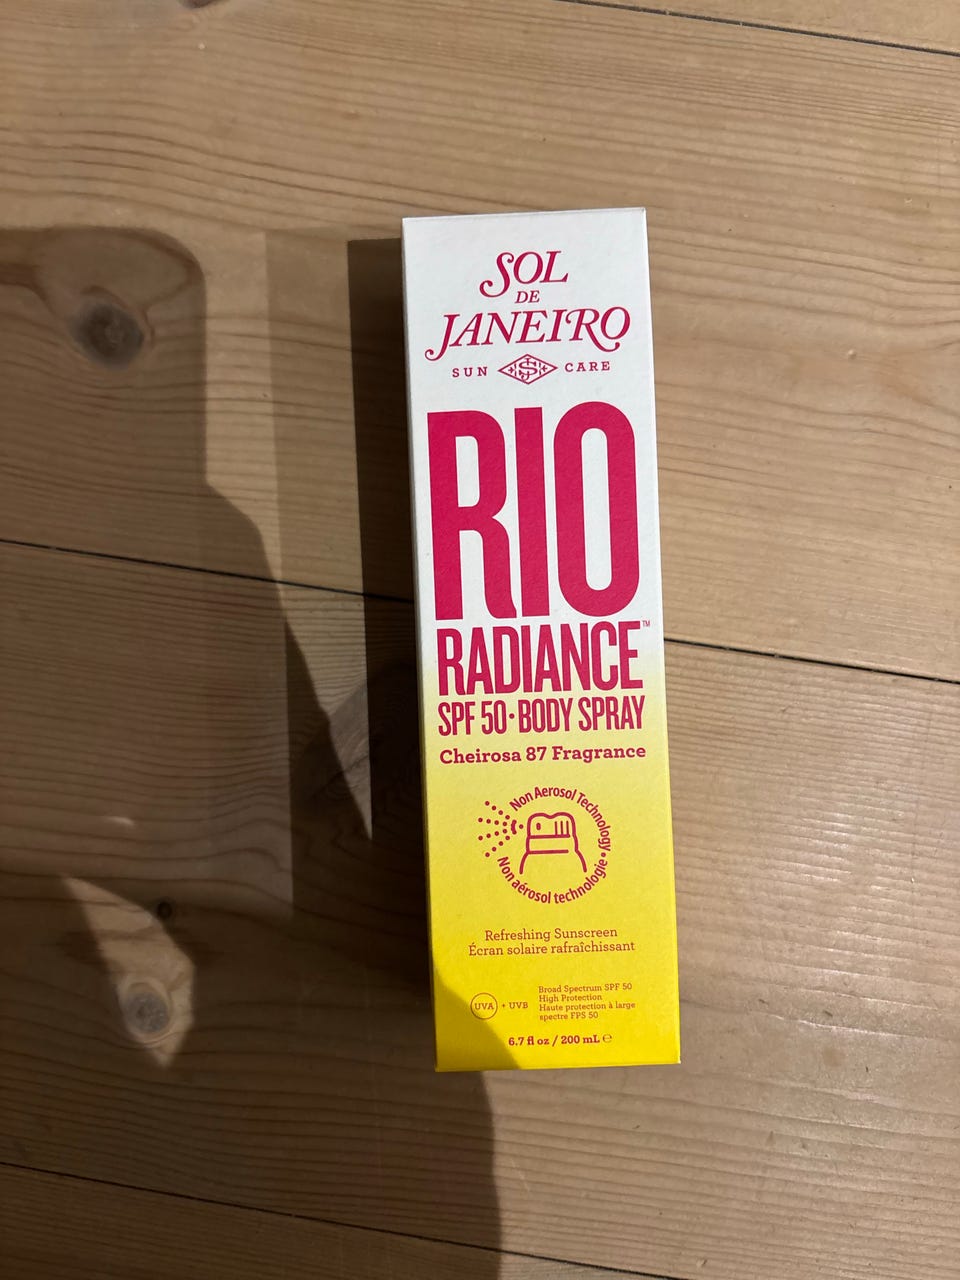 SOL
DE
JANEIRO
SUN CARE
RIO
RADIANCE™
SPF 50 · BODY SPRAY
Cheirosa 87 Fragrance
Non Aerosol Technology •
Non aérosol technologie •
Refreshing Sunscreen
Écran solaire rafraîchissant
UVA + UVB
Broad Spectrum SPF 50
High Protection
Haute protection à large
spectre FPS 50
6.7 fl oz / 200 mL ℮